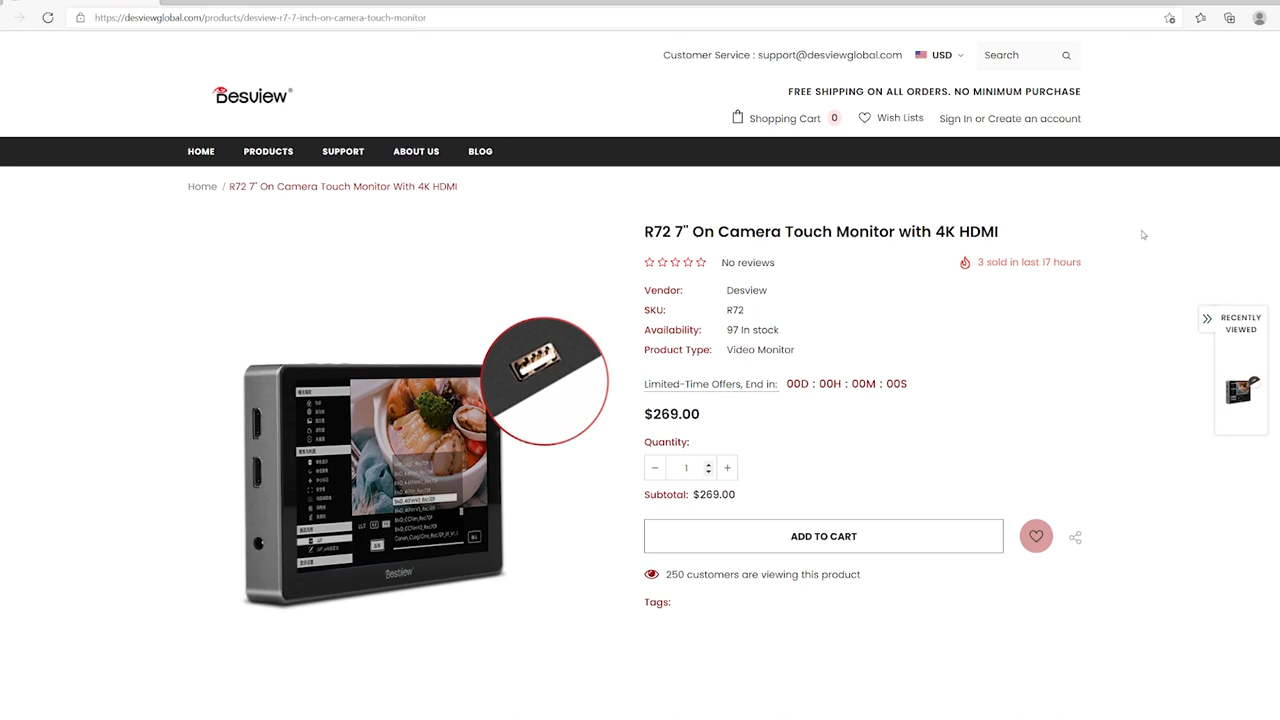 https://desviewglobal.com/products/desview-r7-7-inch-on-camera-touch-monitor
Customer Service : support@desviewglobal.com
USD
Search
Desview®
FREE SHIPPING ON ALL ORDERS. NO MINIMUM PURCHASE
Shopping Cart 0
Wish Lists
Sign In or Create an account
HOME
PRODUCTS
SUPPORT
ABOUT US
BLOG
Home / R72 7" On Camera Touch Monitor With 4K HDMI
R72 7" On Camera Touch Monitor with 4K HDMI
No reviews
3 sold in last 17 hours
Vendor: Desview
SKU: R72
Availability: 97 In stock
Product Type: Video Monitor
Limited-Time Offers, End in: 00D : 00H : 00M : 00S
$269.00
Quantity:
− 1 +
Subtotal: $269.00
ADD TO CART
250 customers are viewing this product
Tags:
RECENTLY
VIEWED
LUT
Desview